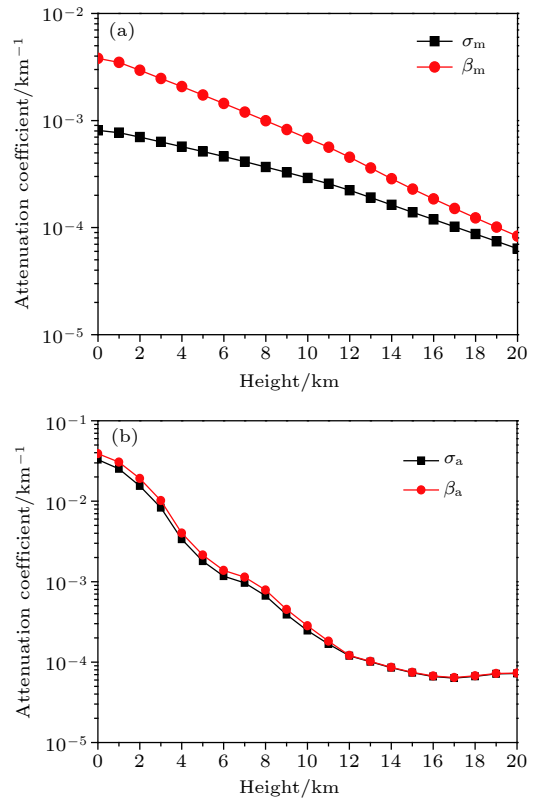 (a)
σm
βm
10−2
10−3
10−4
10−5
Attenuation coefficient/km−1
0 2 4 6 8 10 12 14 16 18 20
Height/km
(b)
σa
βa
10−1
10−2
10−3
10−4
10−5
Attenuation coefficient/km−1
0 2 4 6 8 10 12 14 16 18 20
Height/km